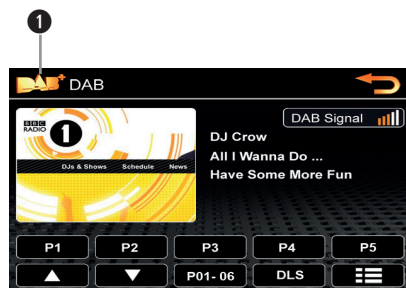 1
DAB+ DAB
DAB Signal
BBC
RADIO 1
DJs & Shows Schedule News
DJ Crow
All I Wanna Do ...
Have Some More Fun
P1 P2 P3 P4 P5
P01- 06 DLS